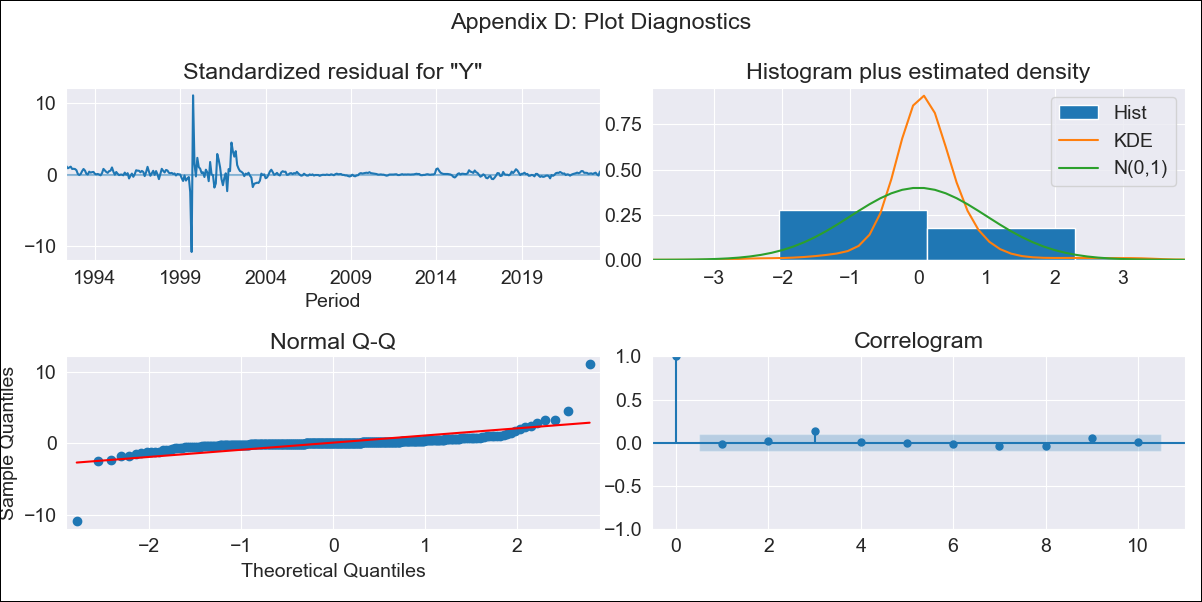 Appendix D: Plot Diagnostics
Standardized residual for "Y"
10
0
−10
1994 1999 2004 2009 2014 2019
Period
Histogram plus estimated density
0.75
0.50
0.25
0.00
−3 −2 −1 0 1 2 3
Hist
KDE
N(0,1)
Normal Q-Q
Sample Quantiles
10
0
−10
−2 −1 0 1 2
Theoretical Quantiles
Correlogram
1.0
0.5
0.0
−0.5
−1.0
0 2 4 6 8 10